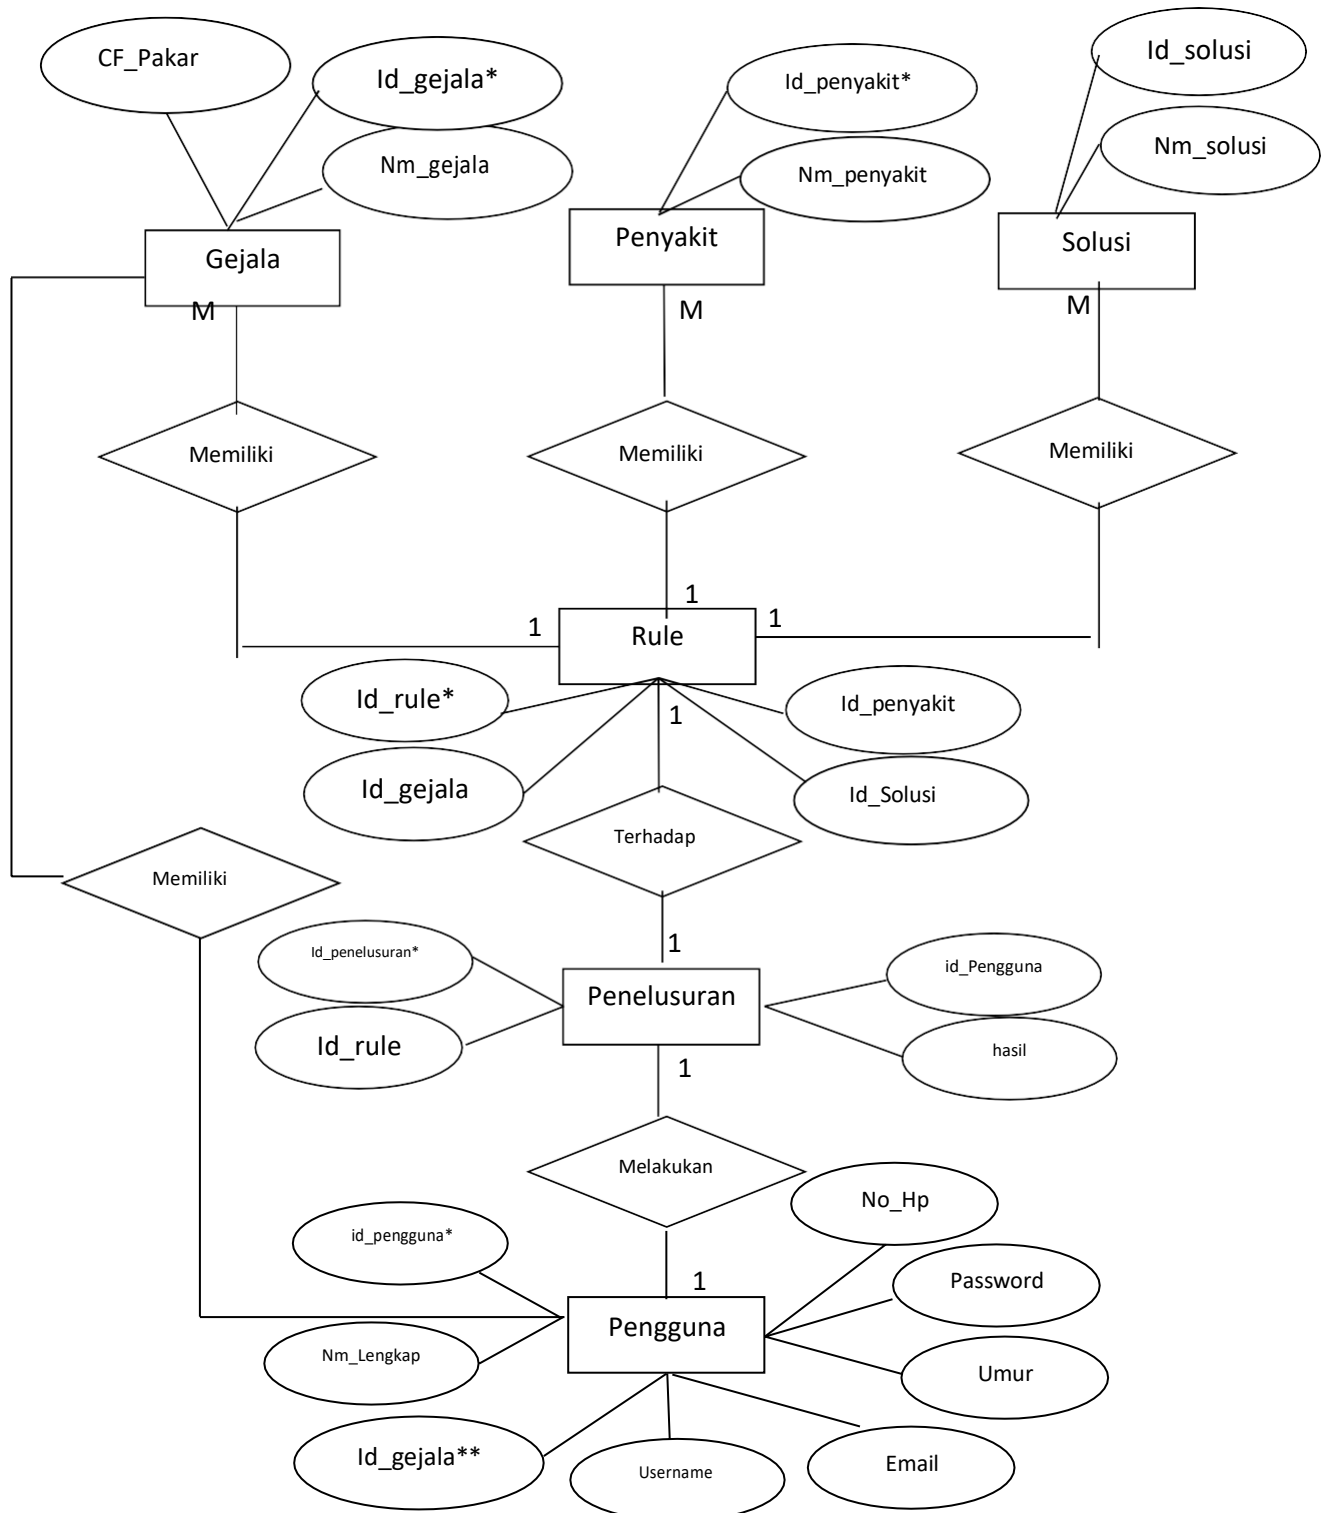 CF_Pakar
Id_gejala*
Nm_gejala
Id_penyakit*
Nm_penyakit
Id_solusi
Nm_solusi
Gejala
Penyakit
Solusi
M
M
M
Memiliki
Memiliki
Memiliki
1
1
1
Rule
Id_rule*
Id_penyakit
1
Id_gejala
Id_Solusi
Terhadap
Memiliki
1
Id_penelusuran*
id_Pengguna
Penelusuran
Id_rule
hasil
1
Melakukan
No_Hp
id_pengguna*
1
Password
Pengguna
Nm_Lengkap
Umur
Id_gejala**
Username
Email